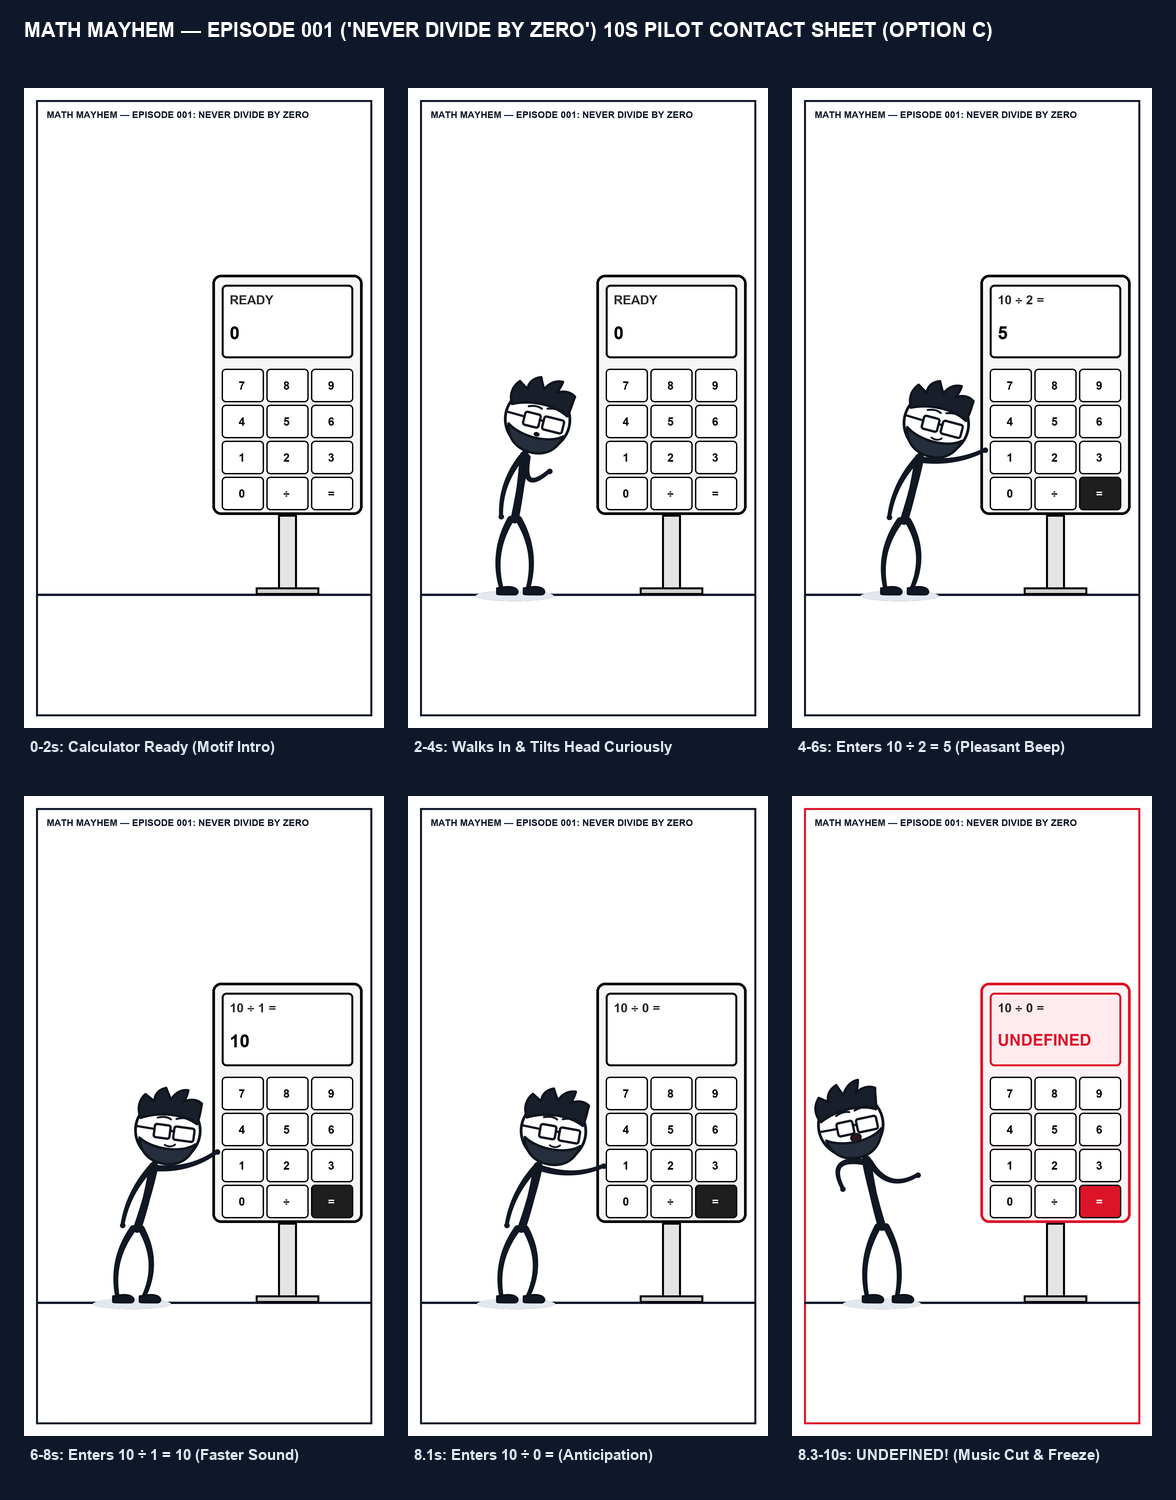 MATH MAYHEM — EPISODE 001 ('NEVER DIVIDE BY ZERO') 10S PILOT CONTACT SHEET (OPTION C)
MATH MAYHEM — EPISODE 001: NEVER DIVIDE BY ZERO
READY
0
7 8 9
4 5 6
1 2 3
0 ÷ =
0-2s: Calculator Ready (Motif Intro)
MATH MAYHEM — EPISODE 001: NEVER DIVIDE BY ZERO
READY
0
7 8 9
4 5 6
1 2 3
0 ÷ =
2-4s: Walks In & Tilts Head Curiously
MATH MAYHEM — EPISODE 001: NEVER DIVIDE BY ZERO
10 ÷ 2 =
5
7 8 9
4 5 6
1 2 3
0 ÷ =
4-6s: Enters 10 ÷ 2 = 5 (Pleasant Beep)
MATH MAYHEM — EPISODE 001: NEVER DIVIDE BY ZERO
10 ÷ 1 =
10
7 8 9
4 5 6
1 2 3
0 ÷ =
6-8s: Enters 10 ÷ 1 = 10 (Faster Sound)
MATH MAYHEM — EPISODE 001: NEVER DIVIDE BY ZERO
10 ÷ 0 =
7 8 9
4 5 6
1 2 3
0 ÷ =
8.1s: Enters 10 ÷ 0 = (Anticipation)
MATH MAYHEM — EPISODE 001: NEVER DIVIDE BY ZERO
10 ÷ 0 =
UNDEFINED
7 8 9
4 5 6
1 2 3
0 ÷ =
8.3-10s: UNDEFINED! (Music Cut & Freeze)